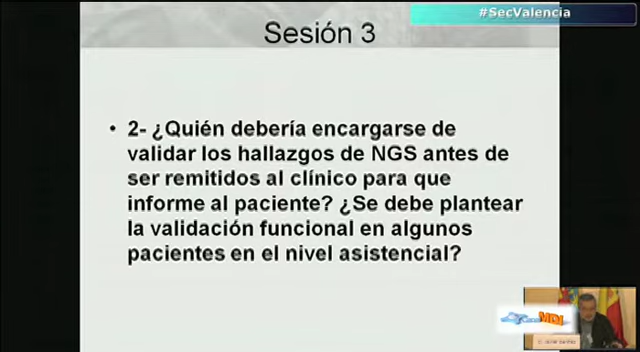 #SecValencia
Sesión 3
• 2- ¿Quién debería encargarse de
validar los hallazgos de NGS antes de
ser remitidos al clínico para que
informe al paciente? ¿Se debe plantear
la validación funcional en algunos
pacientes en el nivel asistencial?